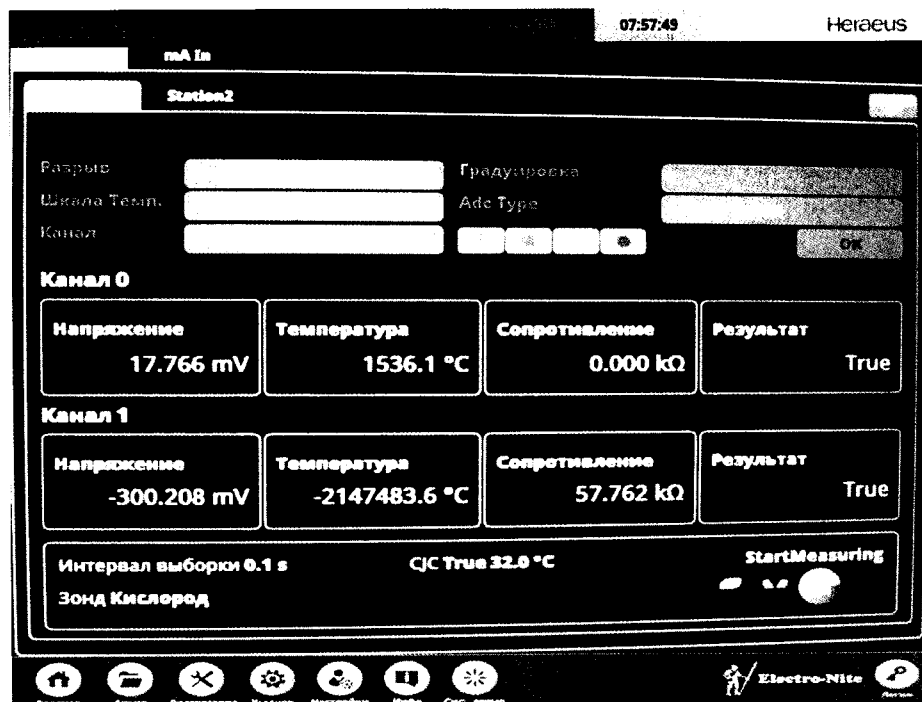 07:57:49 Heraeus
mA In
Station2
Разрыв Градуировка
Шкала Темп. Adc Type
Канал OK
Канал 0
Напряжение Температура Сопротивление Результат
17.766 mV 1536.1 °C 0.000 kΩ True
Канал 1
Напряжение Температура Сопротивление Результат
-300.208 mV -2147483.6 °C 57.762 kΩ True
Интервал выборки 0.1 s CJC True 32.0 °C StartMeasuring
Зонд Кислород
Electro-Nite